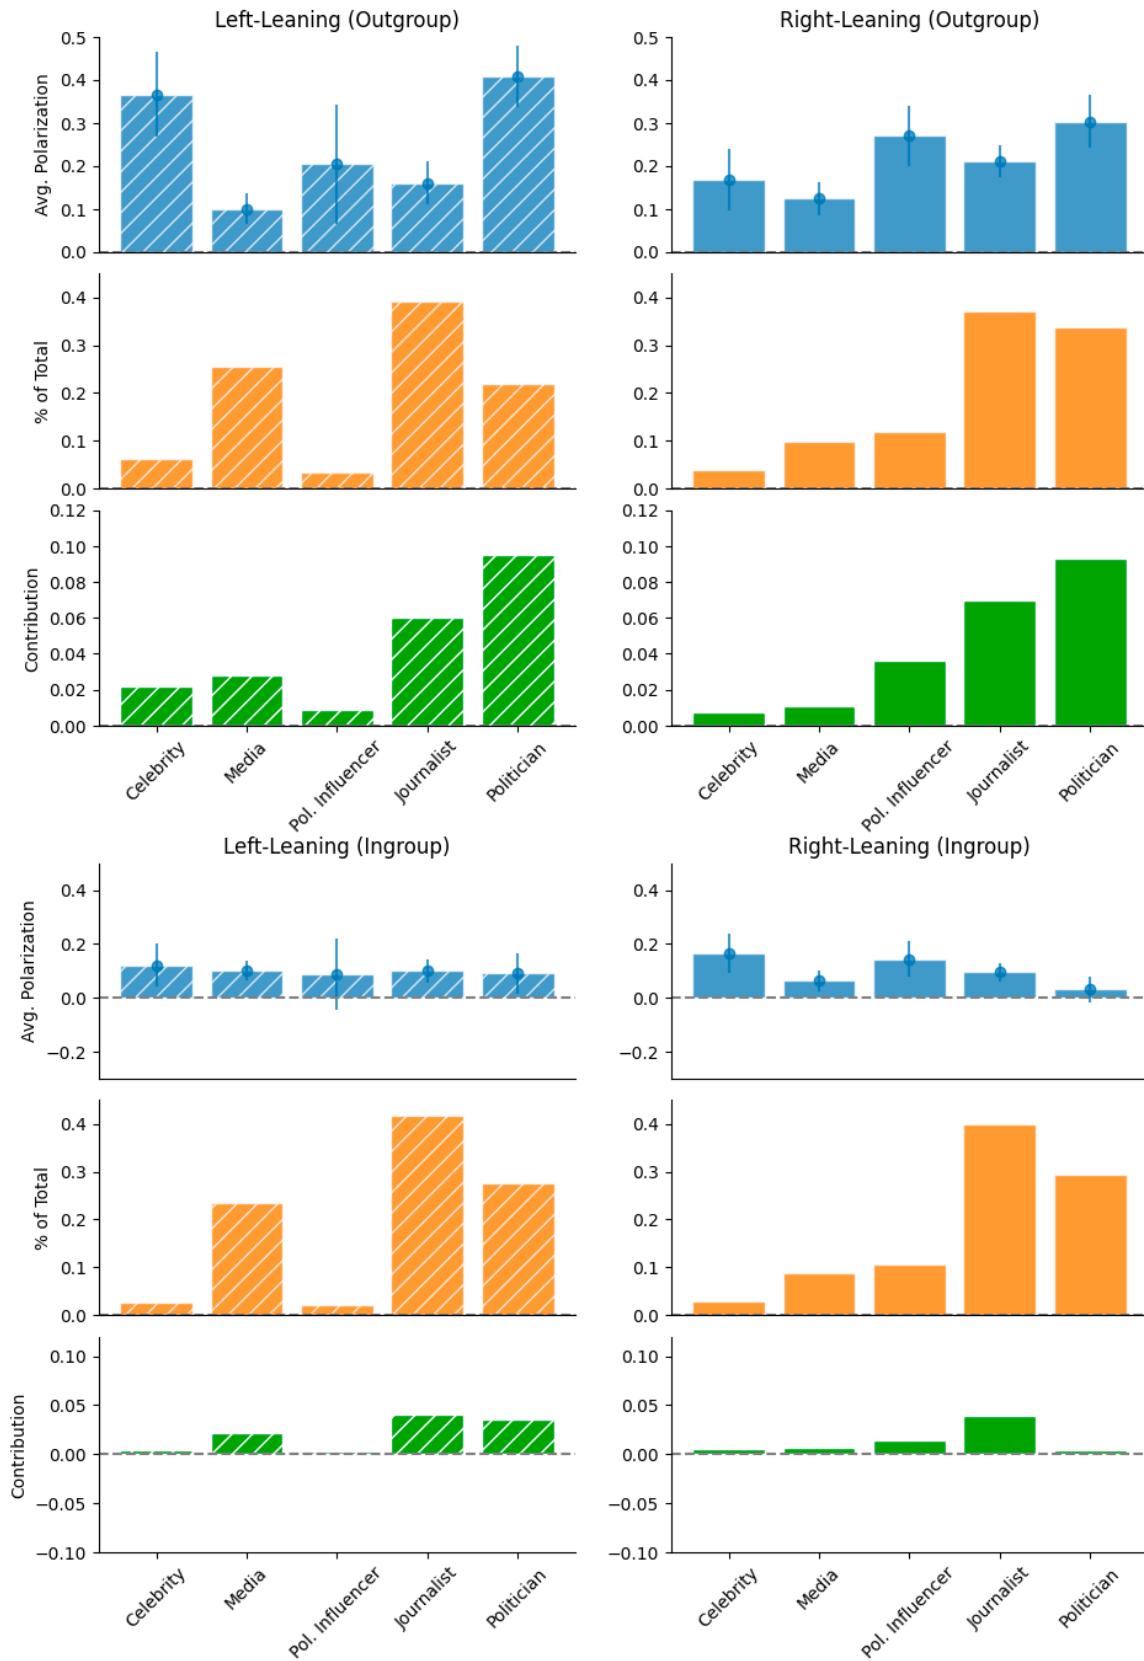 Left-Leaning (Outgroup)
Right-Leaning (Outgroup)
Avg. Polarization
0.5
0.4
0.3
0.2
0.1
0.0
0.5
0.4
0.3
0.2
0.1
0.0
% of Total
0.4
0.3
0.2
0.1
0.0
0.4
0.3
0.2
0.1
0.0
Contribution
0.12
0.10
0.08
0.06
0.04
0.02
0.00
0.12
0.10
0.08
0.06
0.04
0.02
0.00
Celebrity
Media
Pol. Influencer
Journalist
Politician
Celebrity
Media
Pol. Influencer
Journalist
Politician
Left-Leaning (Ingroup)
Right-Leaning (Ingroup)
Avg. Polarization
0.4
0.2
0.0
−0.2
0.4
0.2
0.0
−0.2
% of Total
0.4
0.3
0.2
0.1
0.0
0.4
0.3
0.2
0.1
0.0
Contribution
0.10
0.05
0.00
−0.05
−0.10
0.10
0.05
0.00
−0.05
−0.10
Celebrity
Media
Pol. Influencer
Journalist
Politician
Celebrity
Media
Pol. Influencer
Journalist
Politician